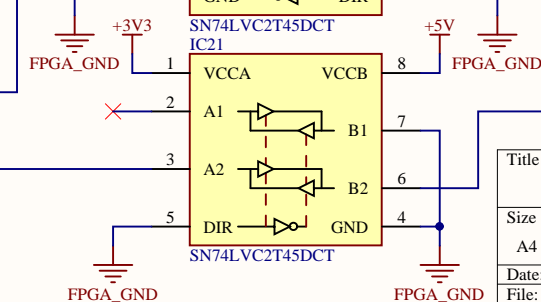 SN74LVC2T45DCT
IC21
+3V3
+5V
FPGA_GND
FPGA_GND
1 VCCA VCCB 8
2 A1 B1 7
3 A2 B2 6
5 DIR GND 4
SN74LVC2T45DCT
FPGA_GND
FPGA_GND
Title
Size
A4
Date:
File: